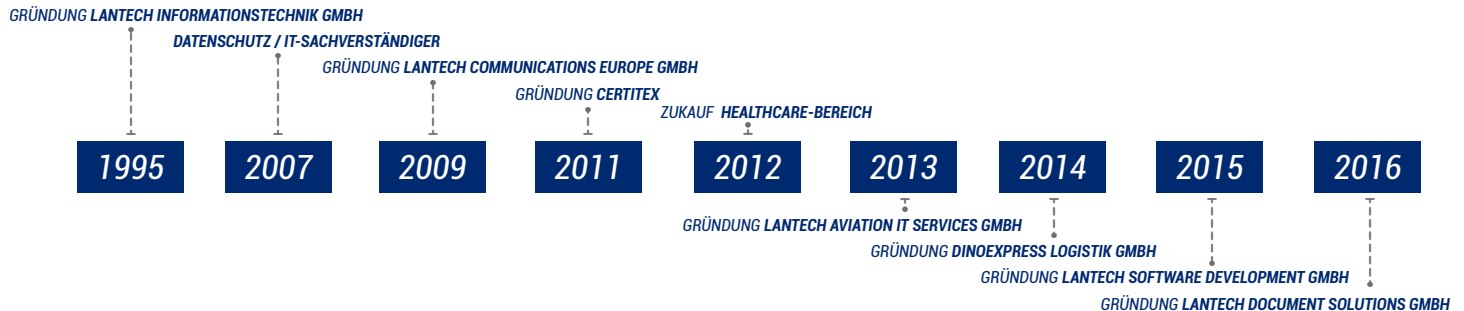 GRÜNDUNG LANTECH INFORMATIONSTECHNIK GMBH
DATENSCHUTZ / IT-SACHVERSTÄNDIGER
GRÜNDUNG LANTECH COMMUNICATIONS EUROPE GMBH
GRÜNDUNG CERTITEX
ZUKAUF HEALTHCARE-BEREICH
1995 2007 2009 2011 2012 2013 2014 2015 2016
GRÜNDUNG LANTECH AVIATION IT SERVICES GMBH
GRÜNDUNG DINOEXPRESS LOGISTIK GMBH
GRÜNDUNG LANTECH SOFTWARE DEVELOPMENT GMBH
GRÜNDUNG LANTECH DOCUMENT SOLUTIONS GMBH